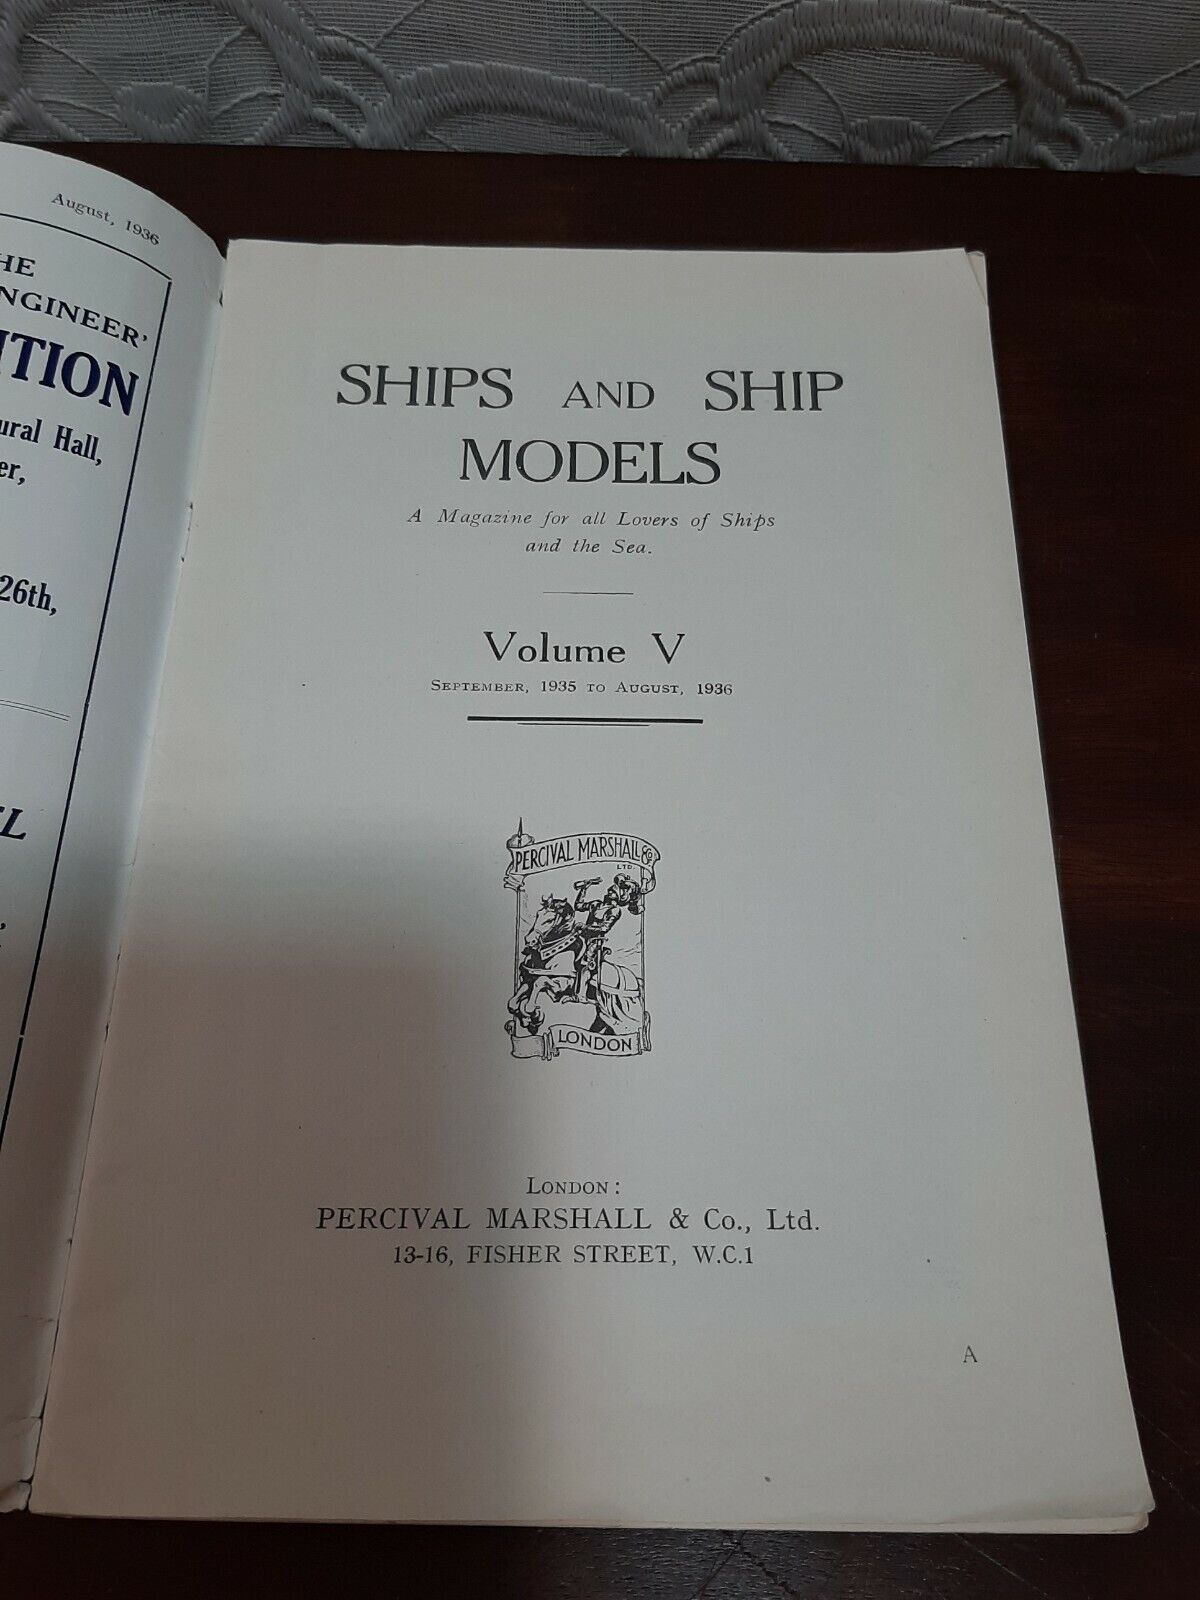 August, 1936
HE
NGINEER'
ITION
ural Hall,
er,
26th,
EL
SHIPS AND SHIP
MODELS
A Magazine for all Lovers of Ships
and the Sea.
Volume V
SEPTEMBER, 1935 TO AUGUST, 1936
PERCIVAL MARSHALL & Co.
LTD.
LONDON
LONDON:
PERCIVAL MARSHALL & Co., Ltd.
13-16, FISHER STREET, W.C.1
A